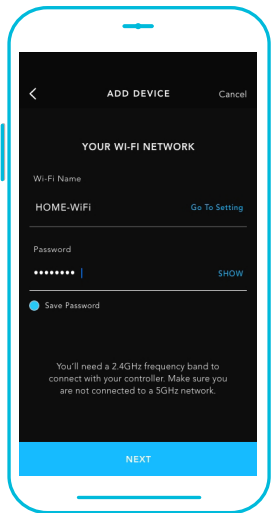 ADD DEVICE Cancel
YOUR WI-FI NETWORK
Wi-Fi Name
HOME-WiFi Go To Setting
Password
•••••••• SHOW
Save Password
You'll need a 2.4GHz frequency band to
connect with your controller. Make sure you
are not connected to a 5GHz network.
NEXT